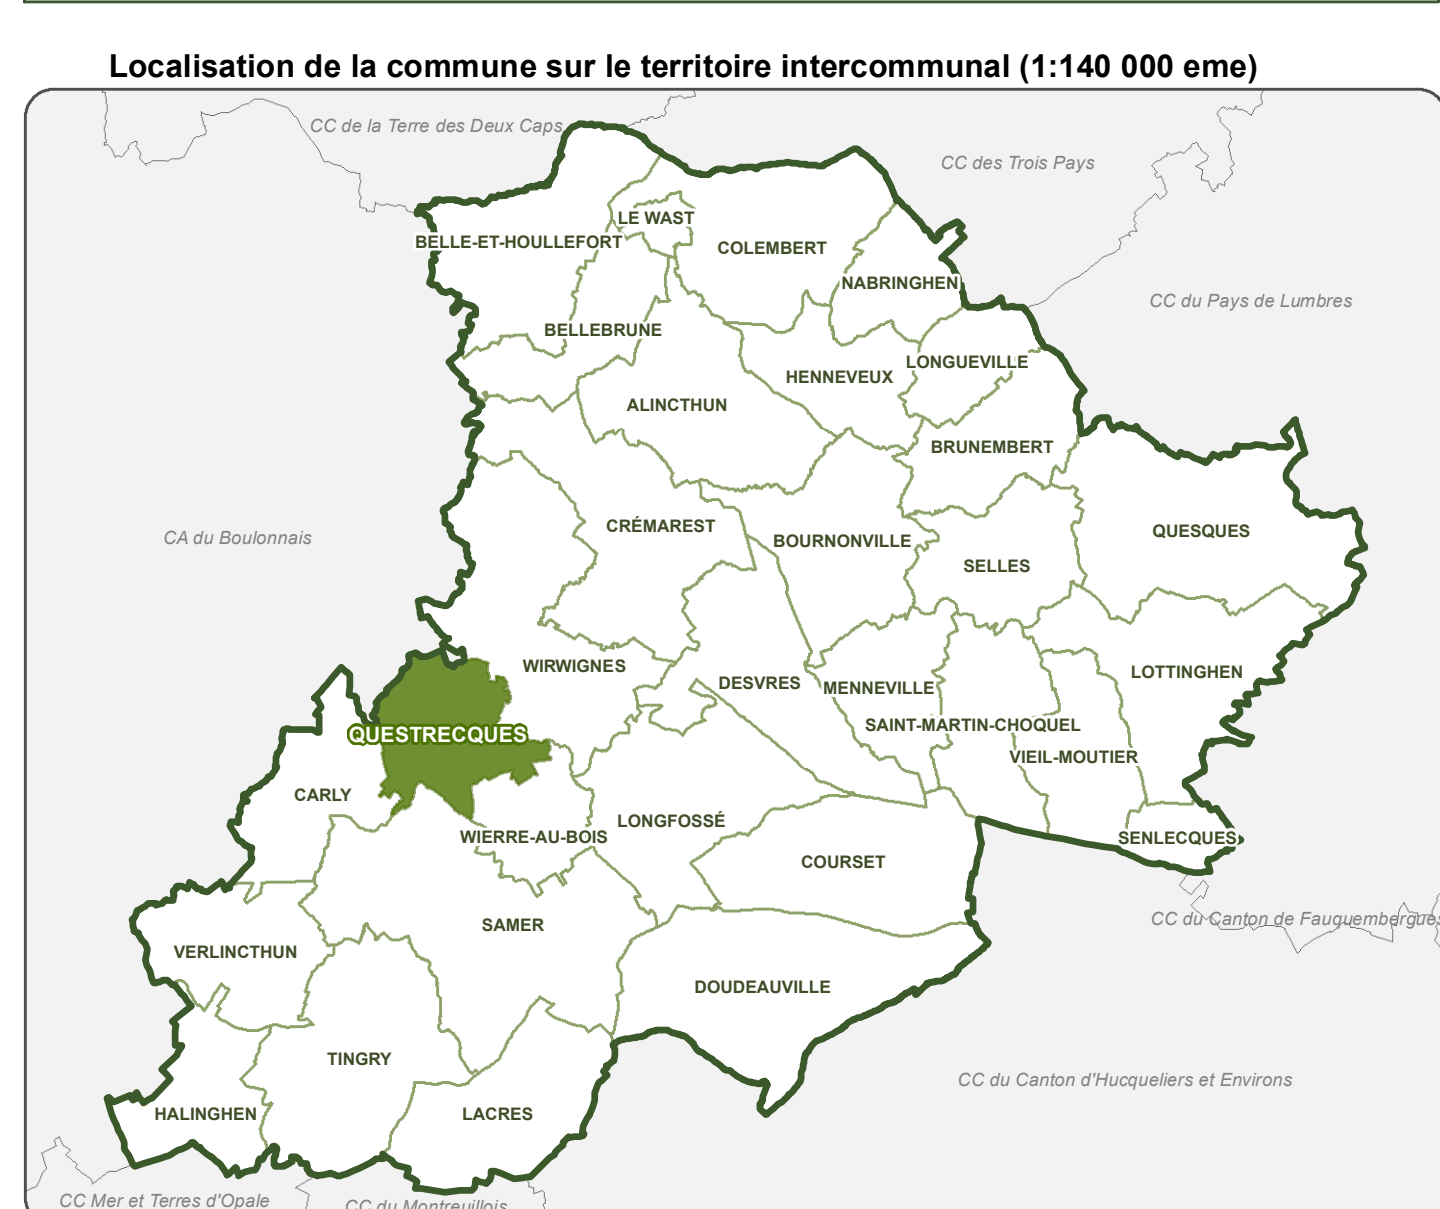 Localisation de la commune sur le territoire intercommunal (1:140 000 eme)
CC de la Terre des Deux Caps
CC des Trois Pays
LE WAST
BELLE-ET-HOULLEFORT
COLEMBERT
NABRINGHEN
CC du Pays de Lumbres
BELLEBRUNE
LONGUEVILLE
HENNEVEUX
ALINCTHUN
BRUNEMBERT
CRÉMAREST
QUESQUES
CA du Boulonnais
BOURNONVILLE
SELLES
WIRWIGNES
LOTTINGHEN
DESVRES
MENNEVILLE
SAINT-MARTIN-CHOQUEL
QUESTRECQUES
VIEIL-MOUTIER
CARLY
LONGFOSSÉ
WIERRE-AU-BOIS
SENLECQUES
COURSET
CC du Canton de Fauquembergues
SAMER
VERLINCTHUN
DOUDEAUVILLE
TINGRY
CC du Canton d'Hucqueliers et Environs
HALINGHEN
LACRES
CC Mer et Terres d'Opale
CC du Montreuillois